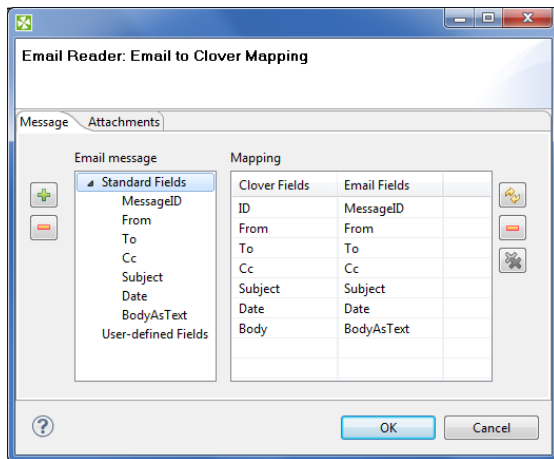 Email Reader: Email to Clover Mapping
Message Attachments
Email message
Standard Fields
MessageID
From
To
Cc
Subject
Date
BodyAsText
User-defined Fields
Mapping
Clover Fields Email Fields
ID MessageID
From From
To To
Cc Cc
Subject Subject
Date Date
Body BodyAsText
OK Cancel